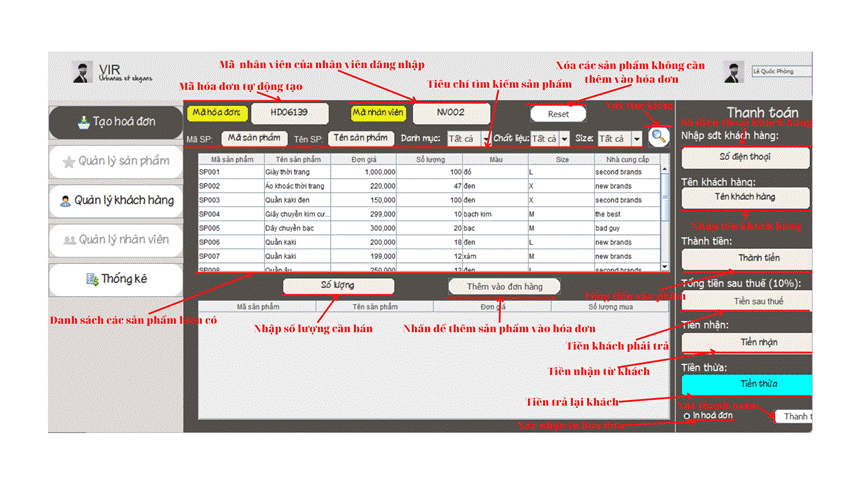 Mã nhân viên của nhân viên đăng nhập
Xóa các sản phẩm không cần
thêm vào hóa đơn
VIR
Urbanus et elegans
Mã hóa đơn tự động tạo
Tiêu chí tìm kiếm sản phẩm
Lê Quốc Phòng
Tạo hoá đơn
Mã hóa đơn:
HD06139
Mã nhân viên
NV002
Reset
Thanh toán
Số điện thoại khách hàng
Nhập sđt khách hàng:
Mã SP:
Mã sản phẩm
Tên SP:
Tên sản phẩm
Danh mục:
Tất cả
Chất liệu:
Tất cả
Size:
Tất cả
Số điện thoại
Quản lý sản phẩm
Mã sản phẩm Tên sản phẩm Đơn giá Số lượng Màu Size Nhà cung cấp
SP001 Giày thời trang 1,000,000 100 đỏ L second brands
SP002 Áo khoác thời trang 220,000 47 đen X new brands
SP003 Quần kaki đen 150,000 100 đen X second brands
SP004 Giây chuyền kim cư... 299,000 10 bạch kim M the best
SP005 Dây chuyền bạc 300,000 20 bạc M bad guy
SP006 Quần kaki 200,000 18 đen L new brands
SP007 Quần kaki 199,000 12 xám M new brands
SP008 Quần âu 250,000 12 đen L second brands
Tên khách hàng:
Tên khách hàng
Nhập tên khách hàng
Quản lý khách hàng
Quản lý nhân viên
Thống kê
Thành tiền:
Thành tiền
Tổng tiền sau thuế (10%):
Tổng tiền sản phẩm
Tiền sau thuế
Số lượng
Thêm vào đơn hàng
Mã sản phẩm Tên sản phẩm Đơn giá Số lượng mua
Danh sách các sản phẩm hiện có
Nhập số lượng cần bán
Nhấn để thêm sản phẩm vào hóa đơn
Tiền nhận:
Tiền nhận
Tiền khách phải trả
Tiền nhận từ khách
Tiền thừa:
Tiền thừa
Tiền trả lại khách
Xác nhận in hóa đơn
In hoá đơn
Thanh t